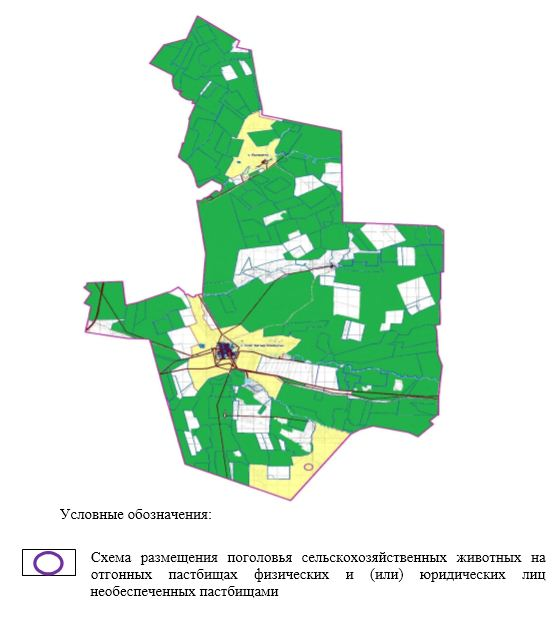 Условные обозначения:
Схема размещения поголовья сельскохозяйственных животных на
отгонных пастбищах физических и (или) юридических лиц
необеспеченных пастбищами